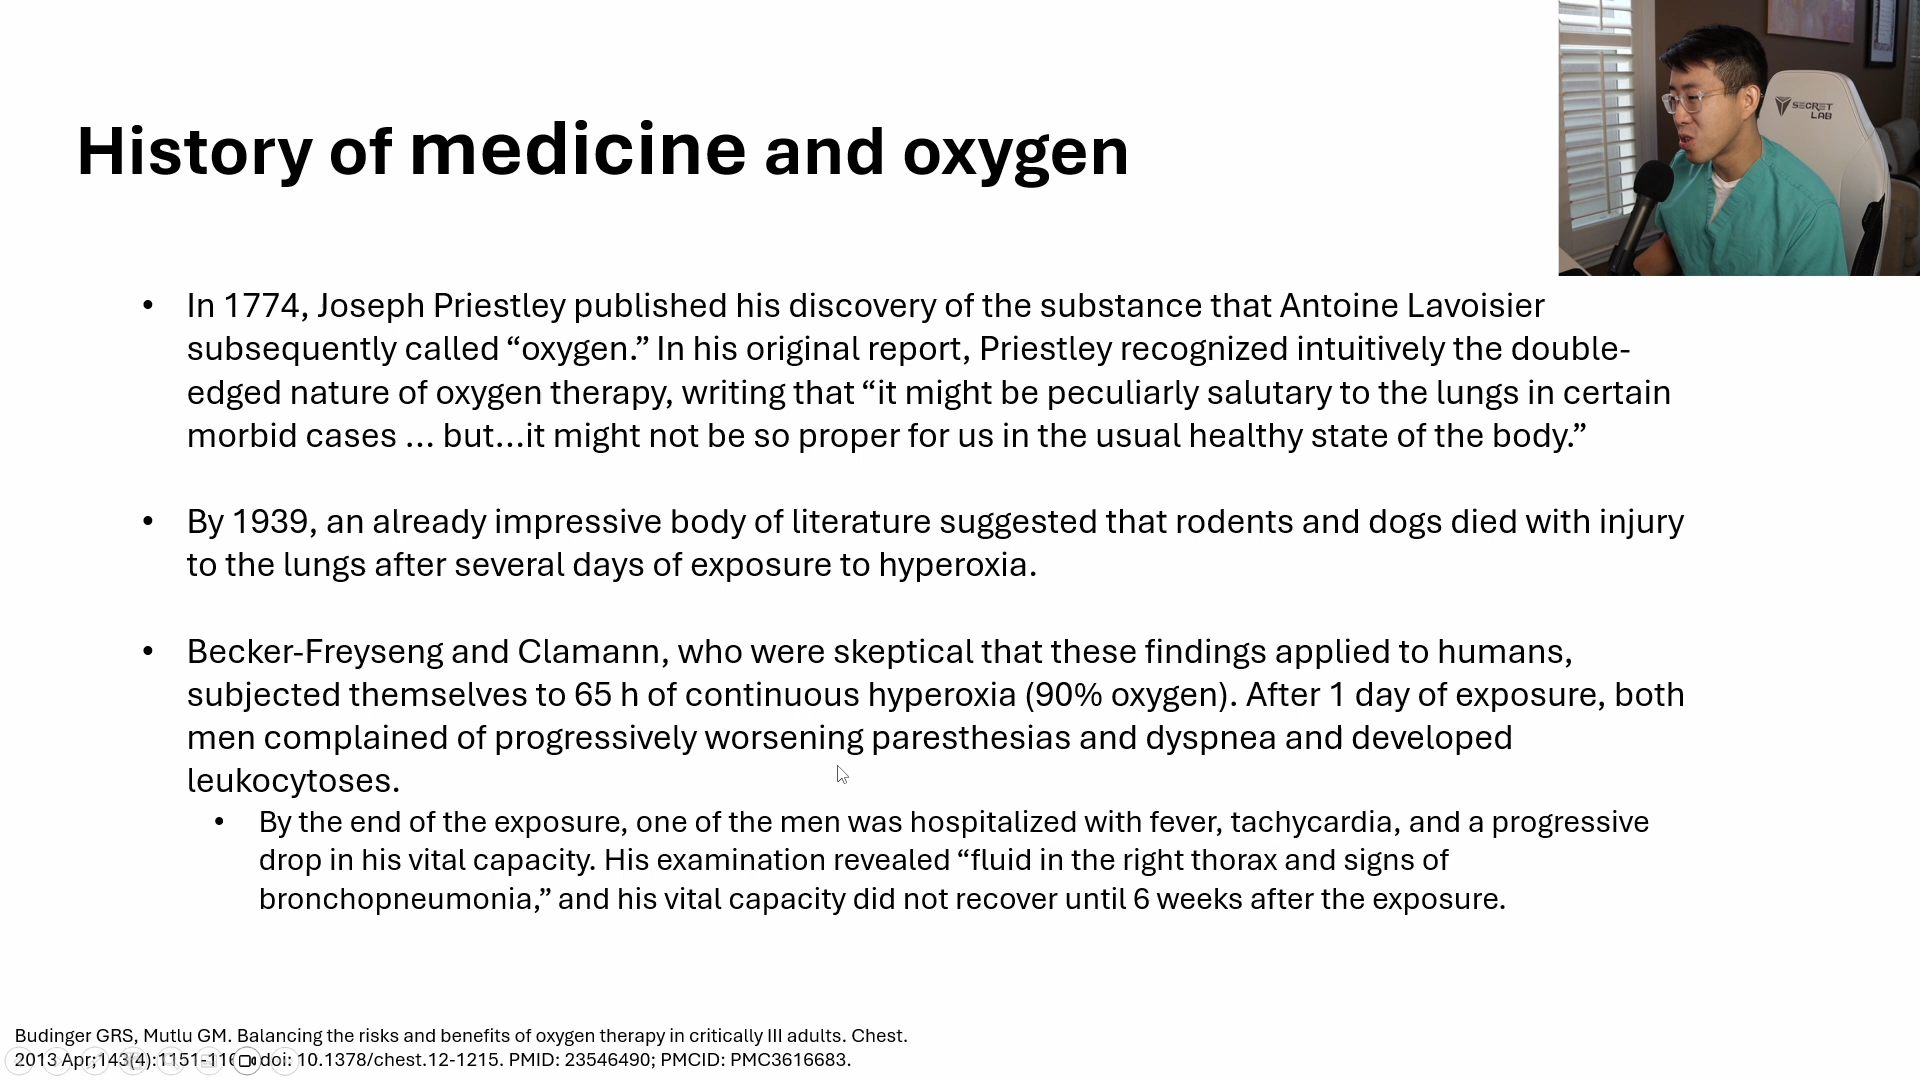 History of medicine and oxygen
SECRET
LAB
• In 1774, Joseph Priestley published his discovery of the substance that Antoine Lavoisier
subsequently called “oxygen.” In his original report, Priestley recognized intuitively the double-
edged nature of oxygen therapy, writing that “it might be peculiarly salutary to the lungs in certain
morbid cases ... but...it might not be so proper for us in the usual healthy state of the body.”
• By 1939, an already impressive body of literature suggested that rodents and dogs died with injury
to the lungs after several days of exposure to hyperoxia.
• Becker-Freyseng and Clamann, who were skeptical that these findings applied to humans,
subjected themselves to 65 h of continuous hyperoxia (90% oxygen). After 1 day of exposure, both
men complained of progressively worsening paresthesias and dyspnea and developed
leukocytoses.
• By the end of the exposure, one of the men was hospitalized with fever, tachycardia, and a progressive
drop in his vital capacity. His examination revealed “fluid in the right thorax and signs of
bronchopneumonia,” and his vital capacity did not recover until 6 weeks after the exposure.
Budinger GRS, Mutlu GM. Balancing the risks and benefits of oxygen therapy in critically III adults. Chest.
2013 Apr;143(4):1151-116 doi: 10.1378/chest.12-1215. PMID: 23546490; PMCID: PMC3616683.